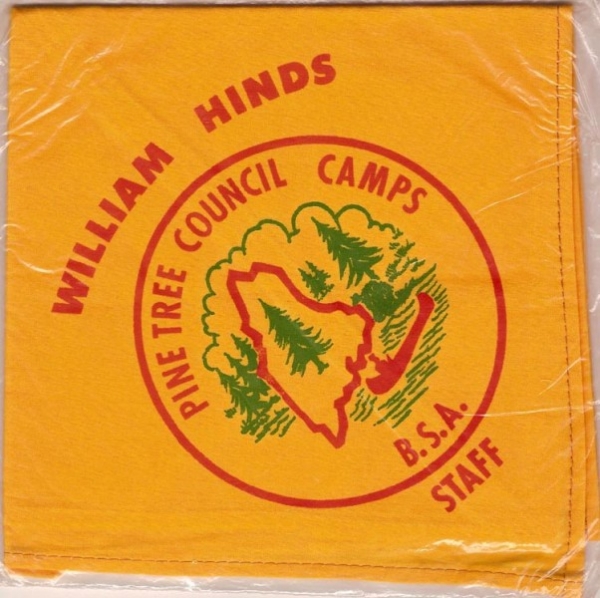 WILLIAM HINDS
PINE TREE COUNCIL CAMPS
B.S.A.
STAFF